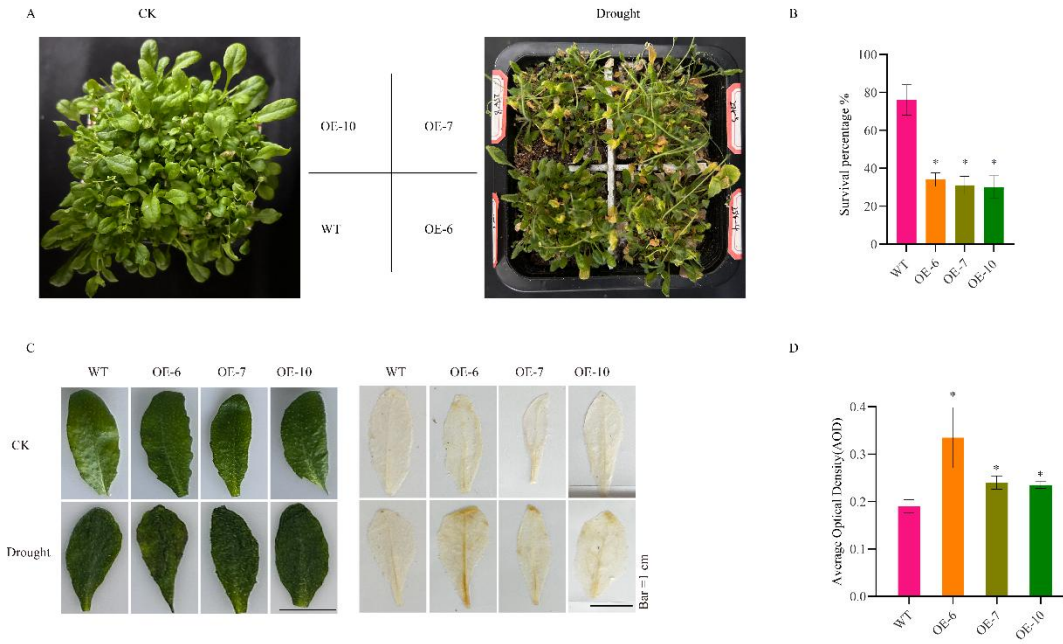 A
CK
Drought
OE-10
OE-7
WT
OE-6
B
Survival percentage %
100
80
60
40
20
0
*
*
*
WT
OE-6
OE-7
OE-10
C
WT
OE-6
OE-7
OE-10
WT
OE-6
OE-7
OE-10
CK
Drought
Bar = 1 cm
D
Average Optical Density(AOD)
0.4
0.3
0.2
0.1
0.0
*
*
*
WT
OE-6
OE-7
OE-10